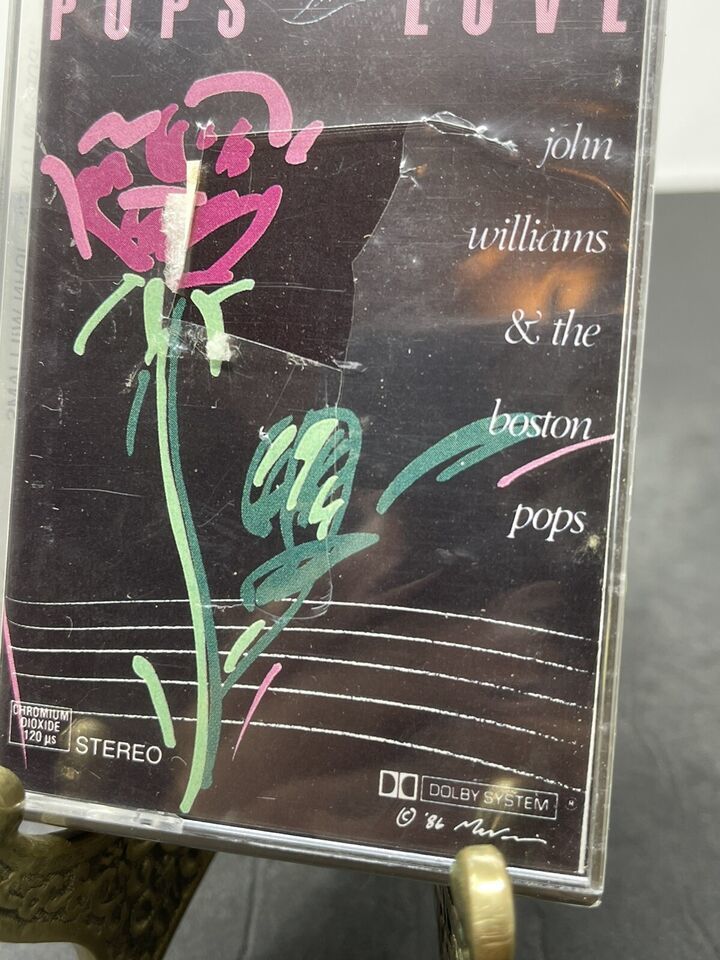 POPS LOVE
john
williams
& the
boston
pops
CHROMIUM
DIOXIDE
120 µs
STEREO
DOLBY SYSTEM
© '86